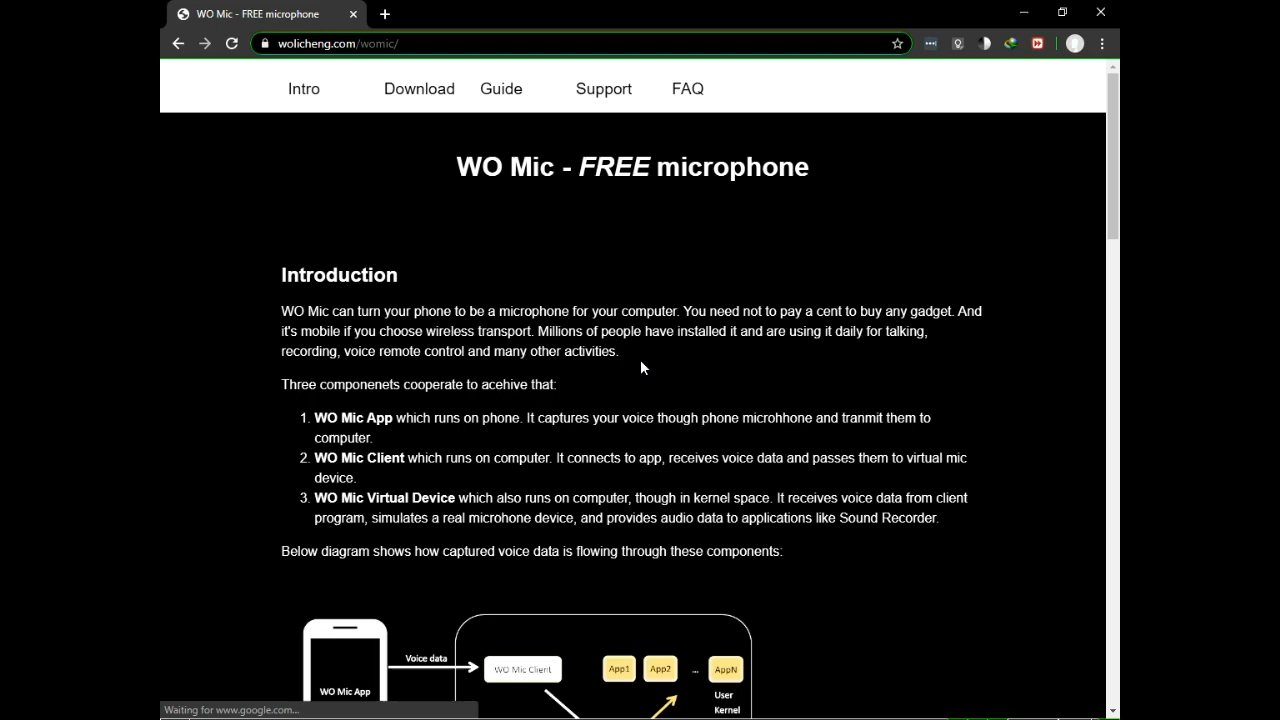 WO Mic - FREE microphone
wolicheng.com/womic/
Intro Download Guide Support FAQ
WO Mic - FREE microphone
Introduction
WO Mic can turn your phone to be a microphone for your computer. You need not to pay a cent to buy any gadget. And
it's mobile if you choose wireless transport. Millions of people have installed it and are using it daily for talking,
recording, voice remote control and many other activities.
Three componenets cooperate to acehive that:
1. WO Mic App which runs on phone. It captures your voice though phone microhhone and tranmit them to
computer.
2. WO Mic Client which runs on computer. It connects to app, receives voice data and passes them to virtual mic
device.
3. WO Mic Virtual Device which also runs on computer, though in kernel space. It receives voice data from client
program, simulates a real microhone device, and provides audio data to applications like Sound Recorder.
Below diagram shows how captured voice data is flowing through these components:
Voice data
WO Mic Client App1 App2 ... AppN
WO Mic App
User
Kernel
Waiting for www.google.com...